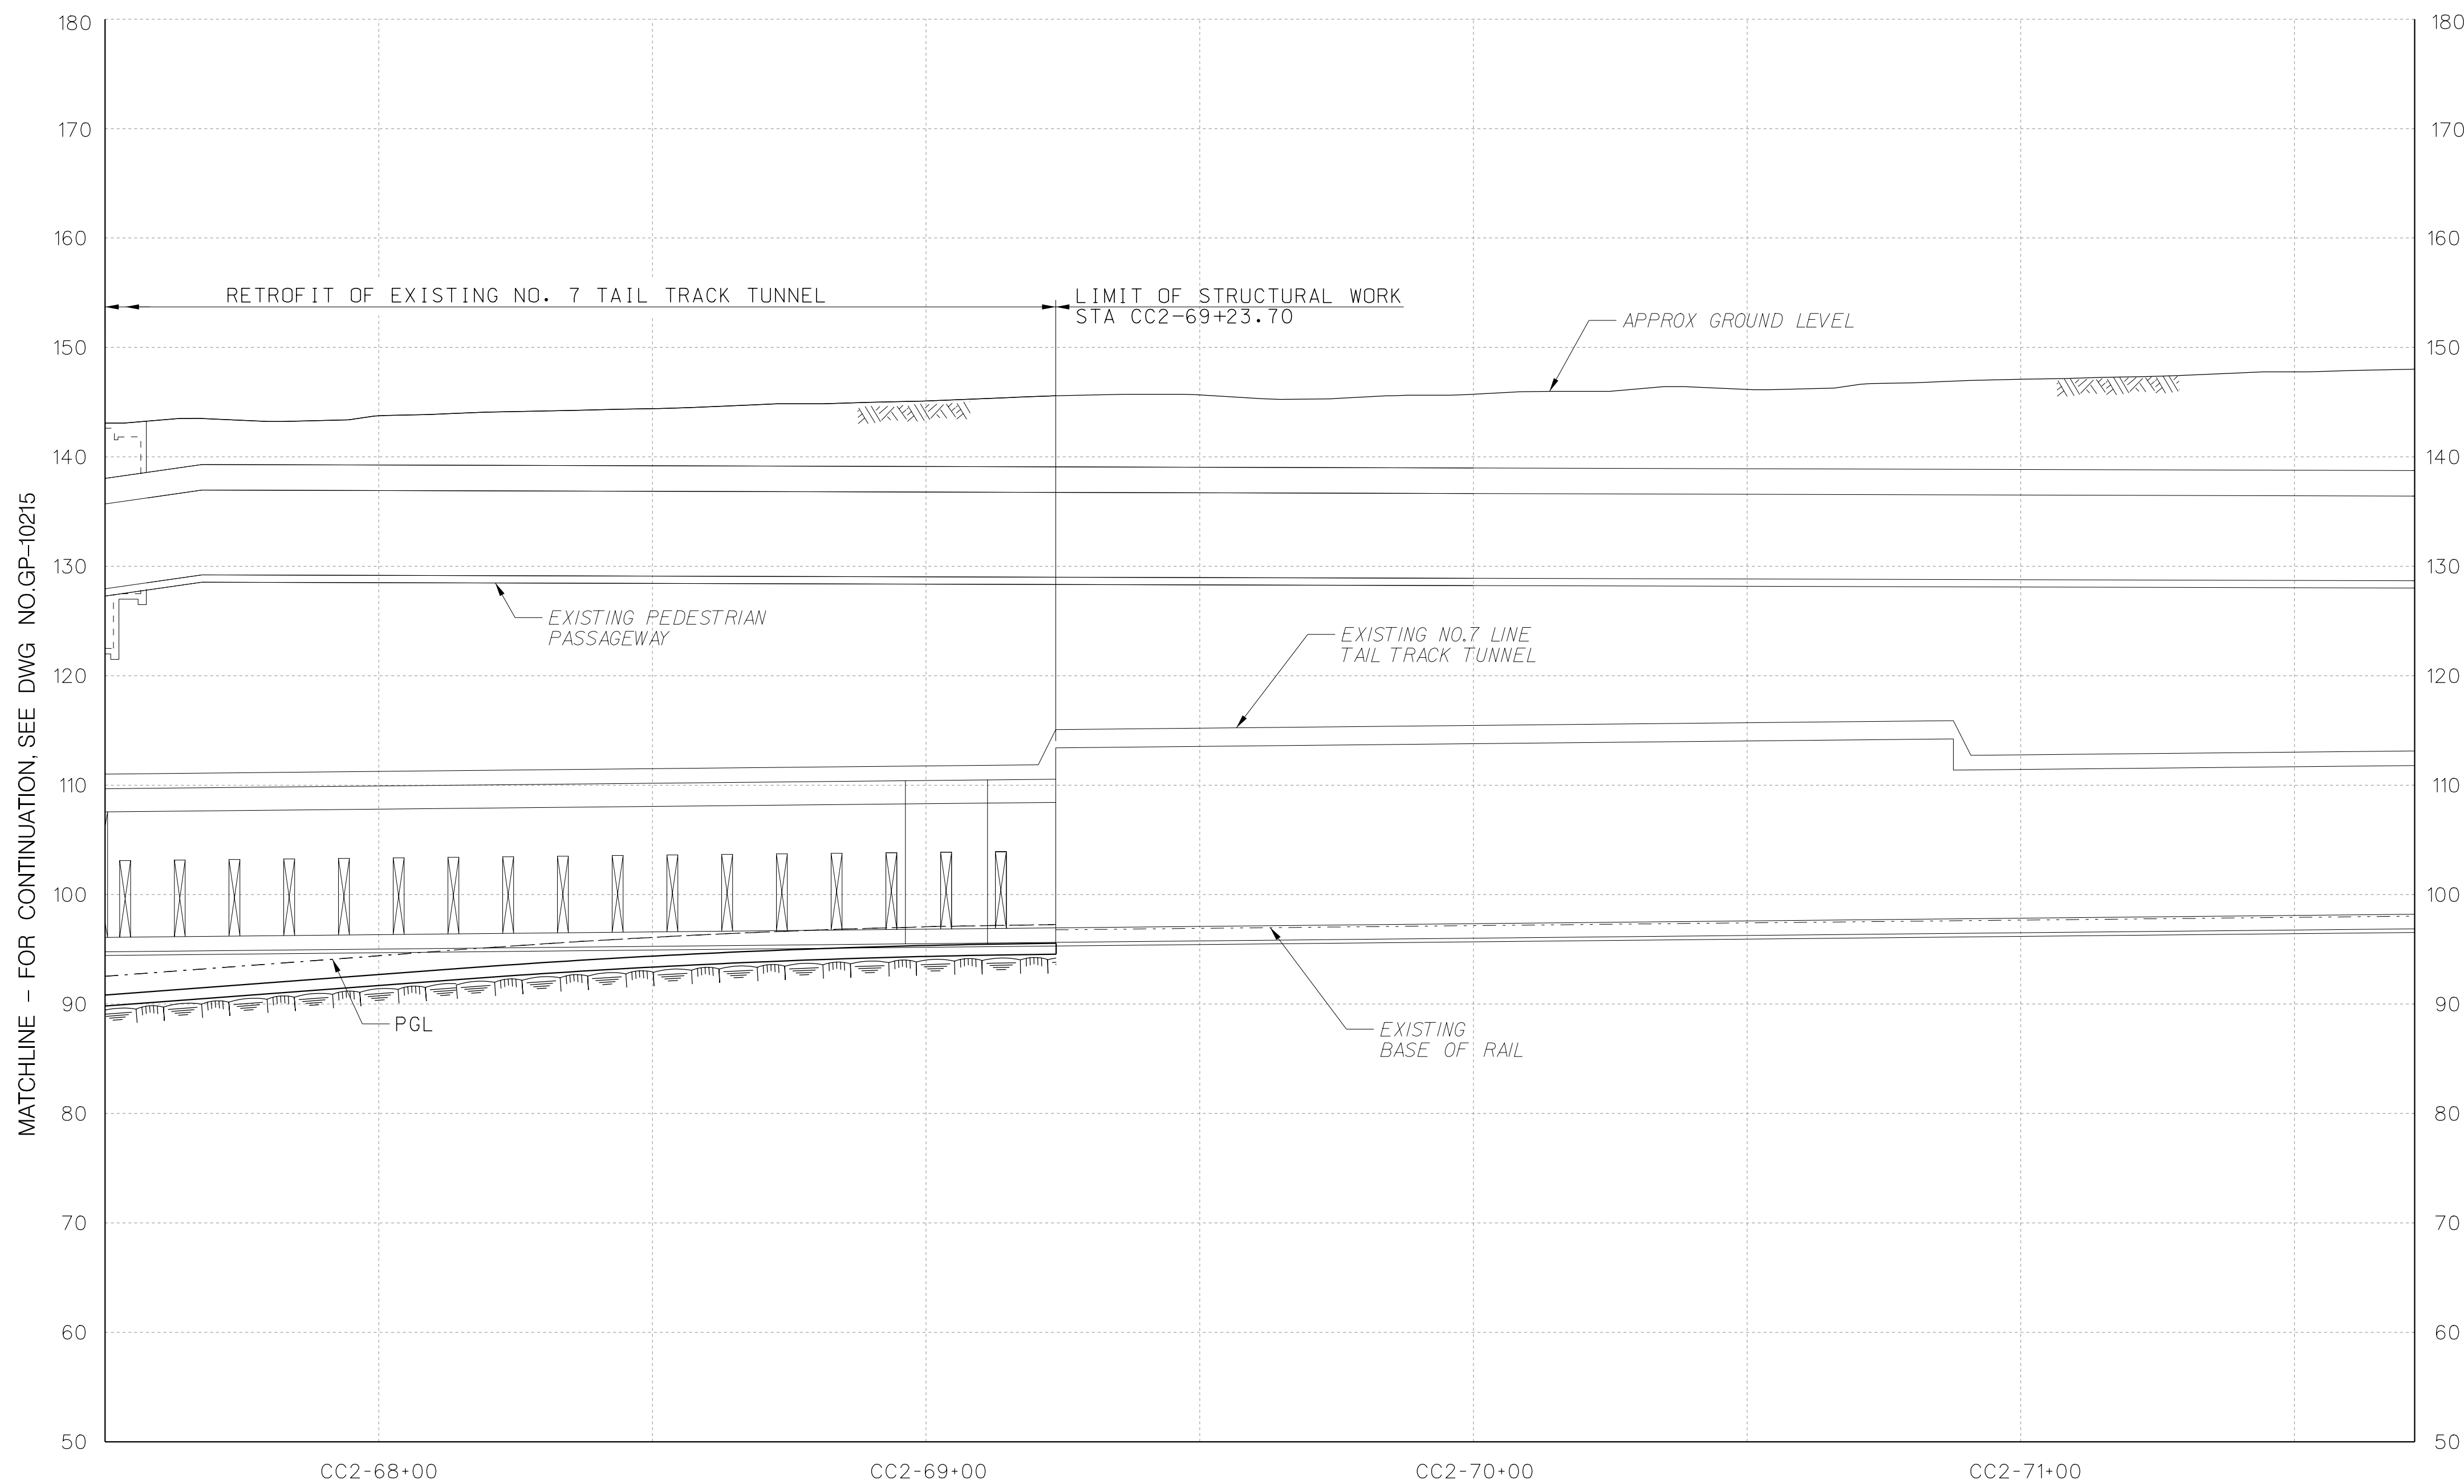 180
180
170
170
160
160
RETROFIT OF EXISTING NO. 7 TAIL TRACK TUNNEL
LIMIT OF STRUCTURAL WORK
STA CC2-69+23.70
APPROX GROUND LEVEL
150
150
140
140
MATCHLINE - FOR CONTINUATION, SEE DWG NO.GP-10215
130
130
EXISTING PEDESTRIAN
PASSAGEWAY
EXISTING NO.7 LINE
TAIL TRACK TUNNEL
120
120
110
110
100
100
90
90
PGL
EXISTING
BASE OF RAIL
80
80
70
70
60
60
50
50
CC2-68+00
CC2-69+00
CC2-70+00
CC2-71+00